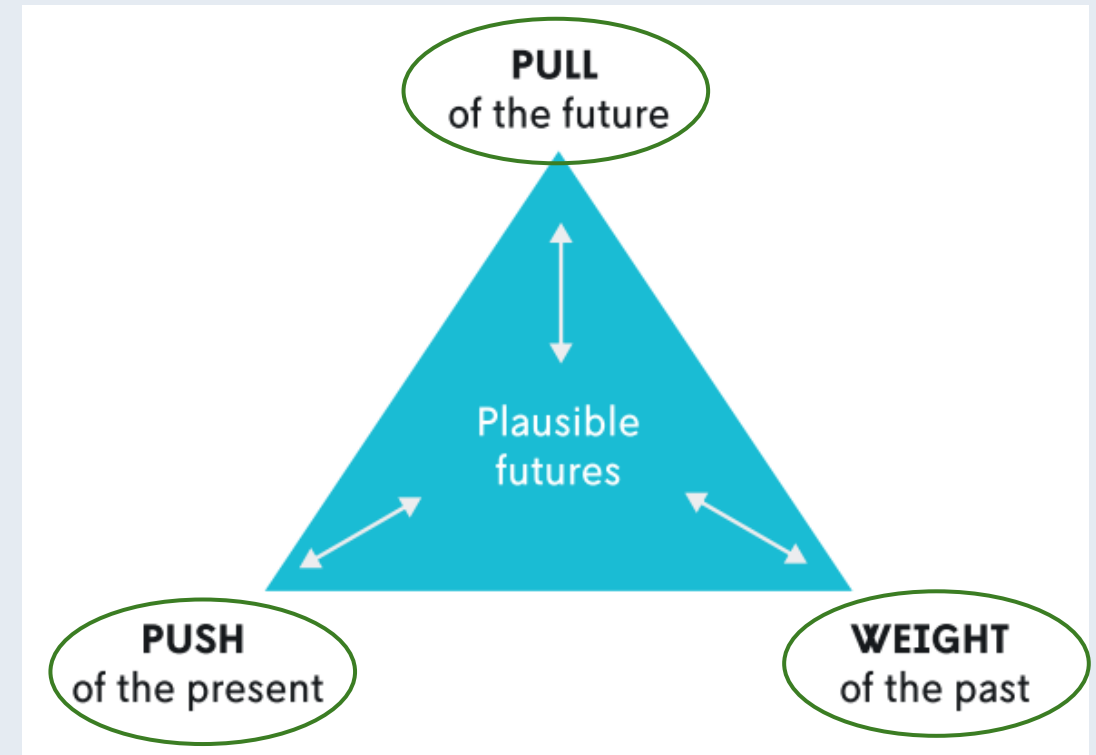 PULL
of the future
Plausible
futures
PUSH
of the present
WEIGHT
of the past